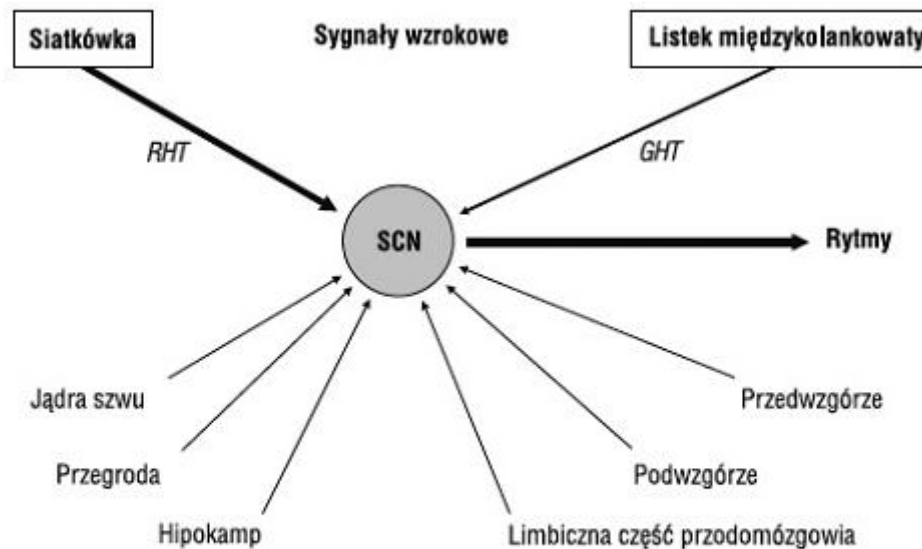 Siatkówka
Sygnały wzrokowe
Listek międzykolankowaty
RHT
GHT
SCN
Rytmy
Jądra szwu
Przedwzgórze
Przegroda
Podwzgórze
Hipokamp
Limbiczna część przodomózgowia